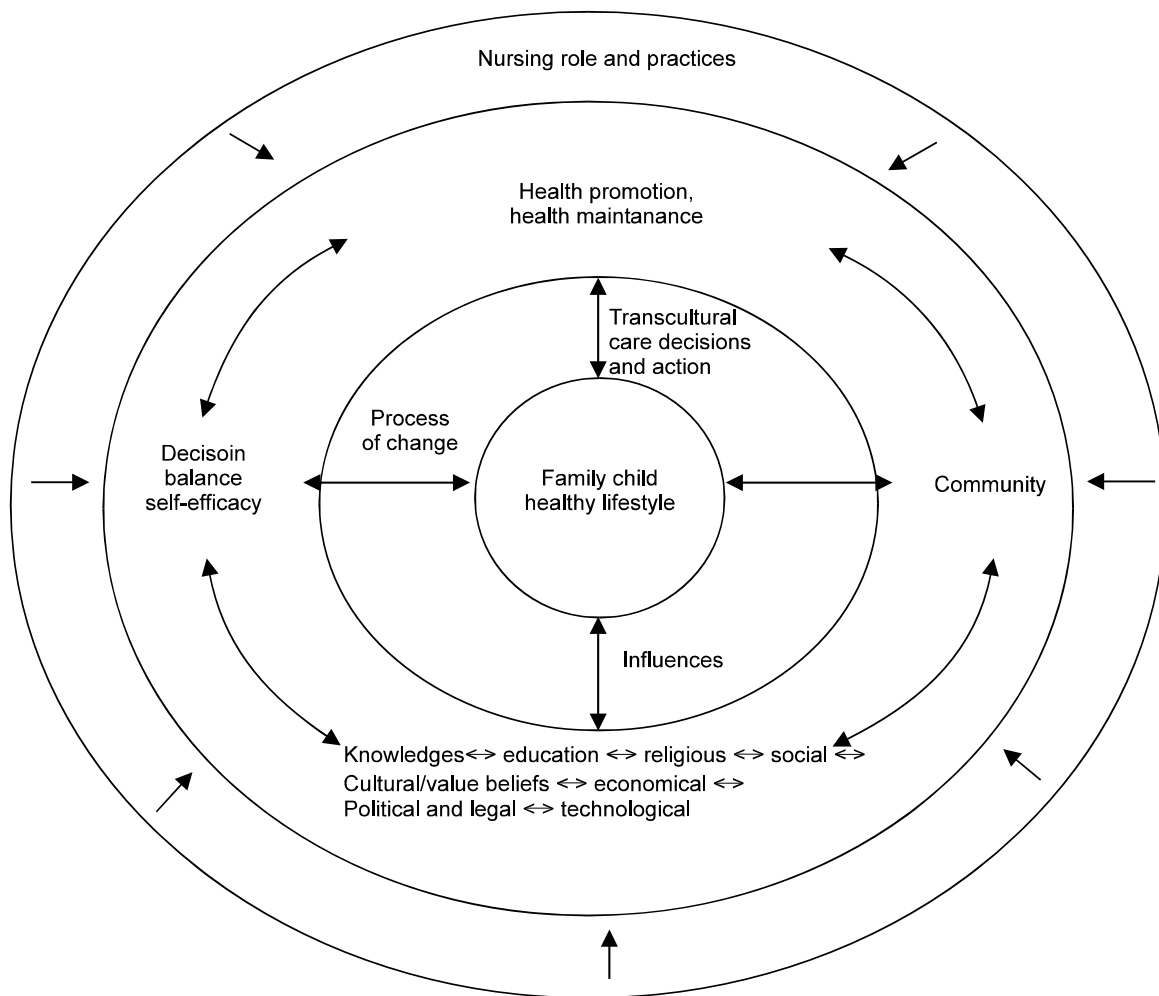 Nursing role and practices
Health promotion,
health maintanance
Transcultural
care decisions
and action
Process
of change
Decisoin
balance
self-efficacy
Family child
healthy lifestyle
Community
Influences
Knowledges<-> education <-> religious <-> social <->
Cultural/value beliefs <-> economical <->
Political and legal <-> technological